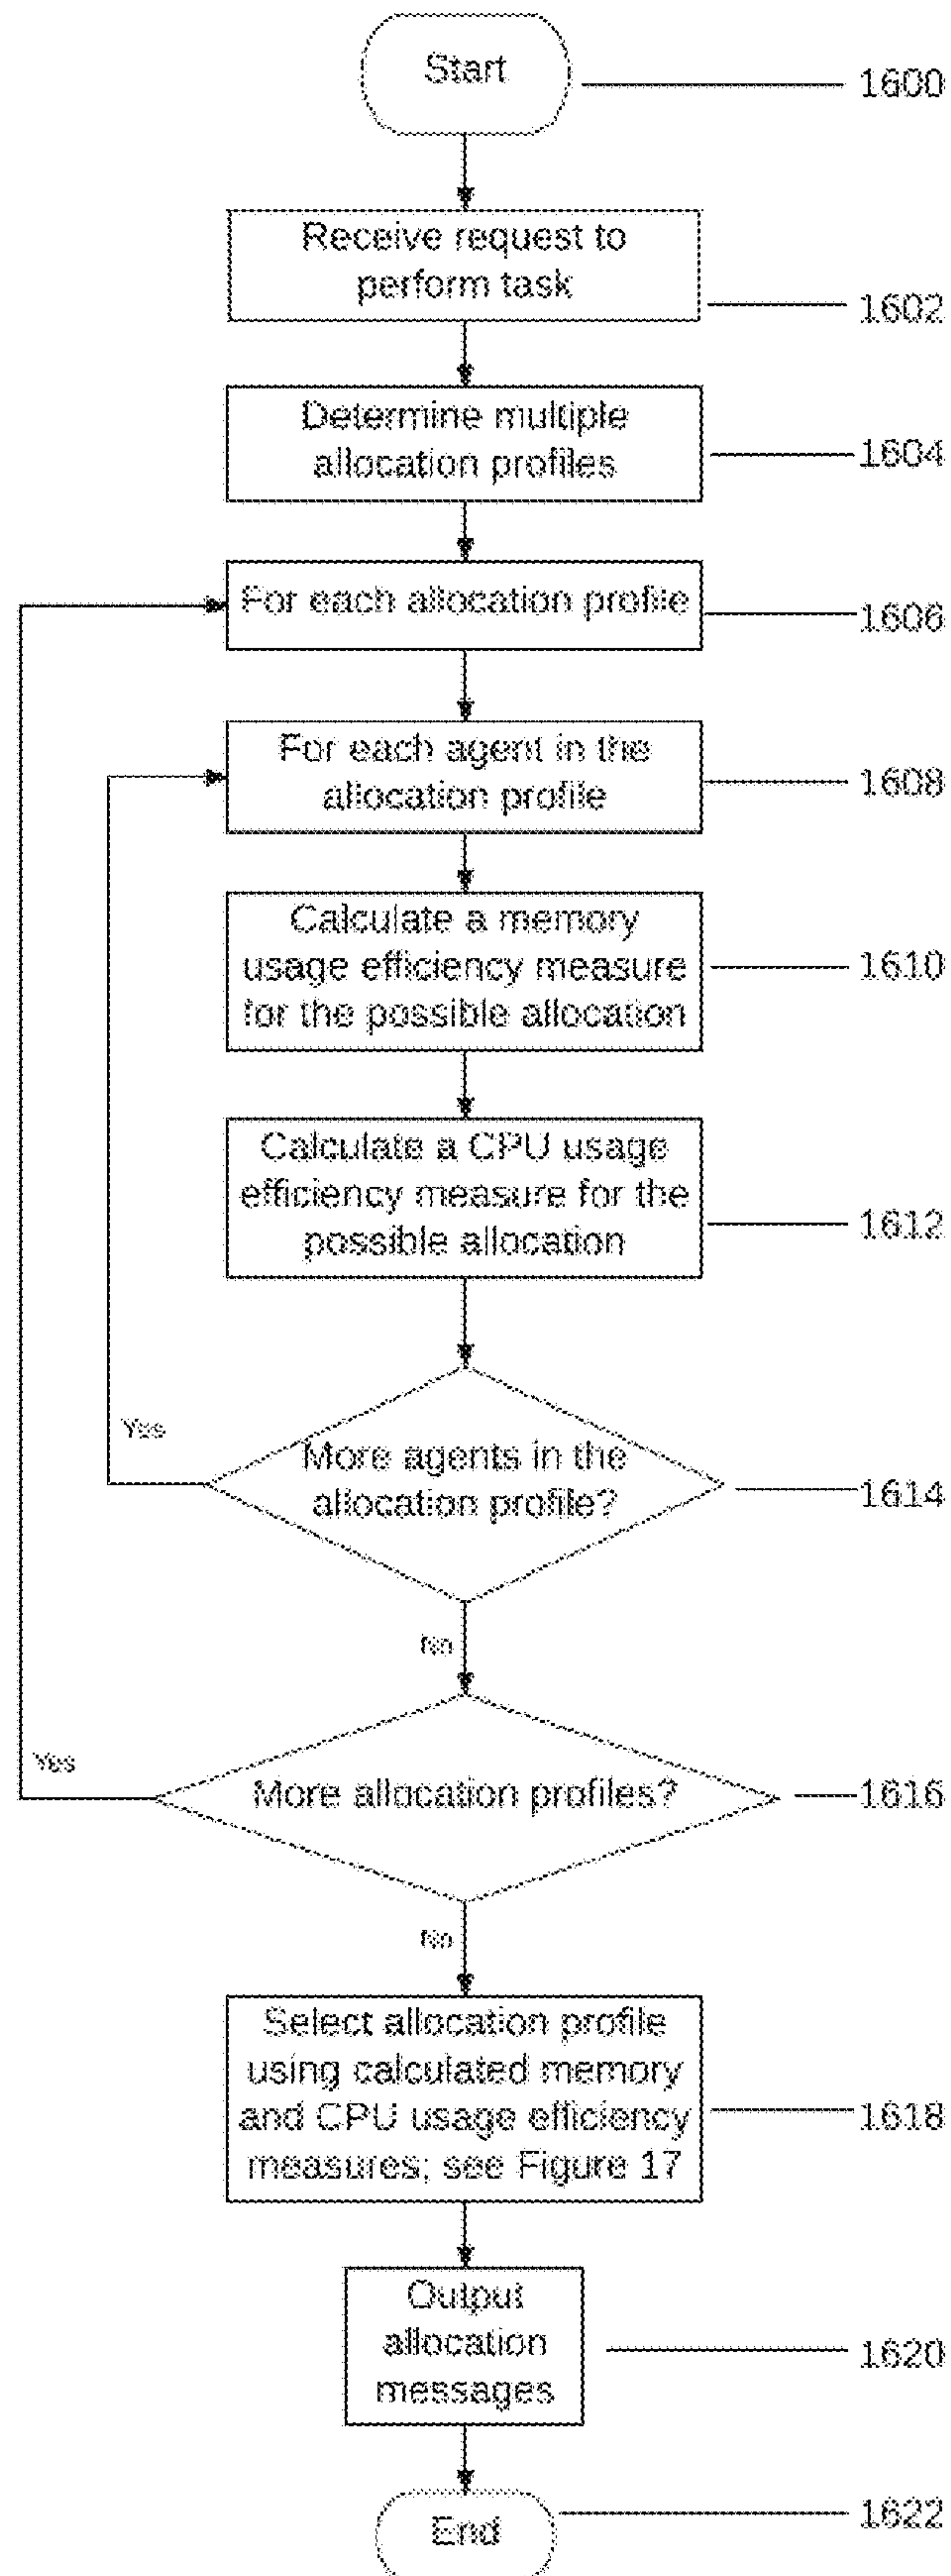 Start
1600
Receive request to
perform task
1602
Determine multiple
allocation profiles
1604
For each allocation profile
1606
For each agent in the
allocation profile
1608
Calculate a memory
usage efficiency measure
for the possible allocation
1610
Calculate a CPU usage
efficiency measure for the
possible allocation
1612
Yes
More agents in the
allocation profile?
1614
No
Yes
More allocation profiles?
1616
No
Select allocation profile
using calculated memory
and CPU usage efficiency
measures; see Figure 17
1618
Output
allocation
messages
1620
End
1622